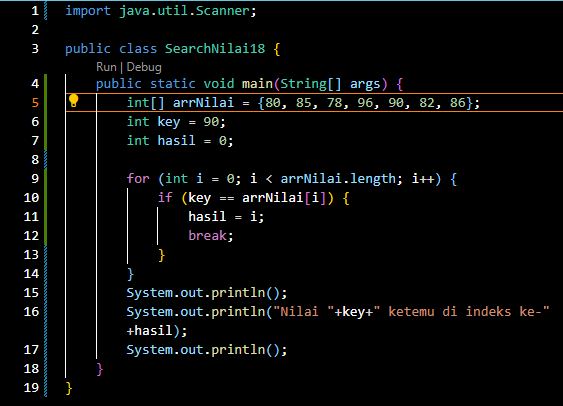 1 import java.util.Scanner;
2
3 public class SearchNilai18 {
Run | Debug
4 public static void main(String[] args) {
5 int[] arrNilai = {80, 85, 78, 96, 90, 82, 86};
6 int key = 90;
7 int hasil = 0;
8
9 for (int i = 0; i < arrNilai.length; i++) {
10 if (key == arrNilai[i]) {
11 hasil = i;
12 break;
13 }
14 }
15 System.out.println();
16 System.out.println("Nilai "+key+" ketemu di indeks ke-"
+hasil);
17 System.out.println();
18 }
19 }